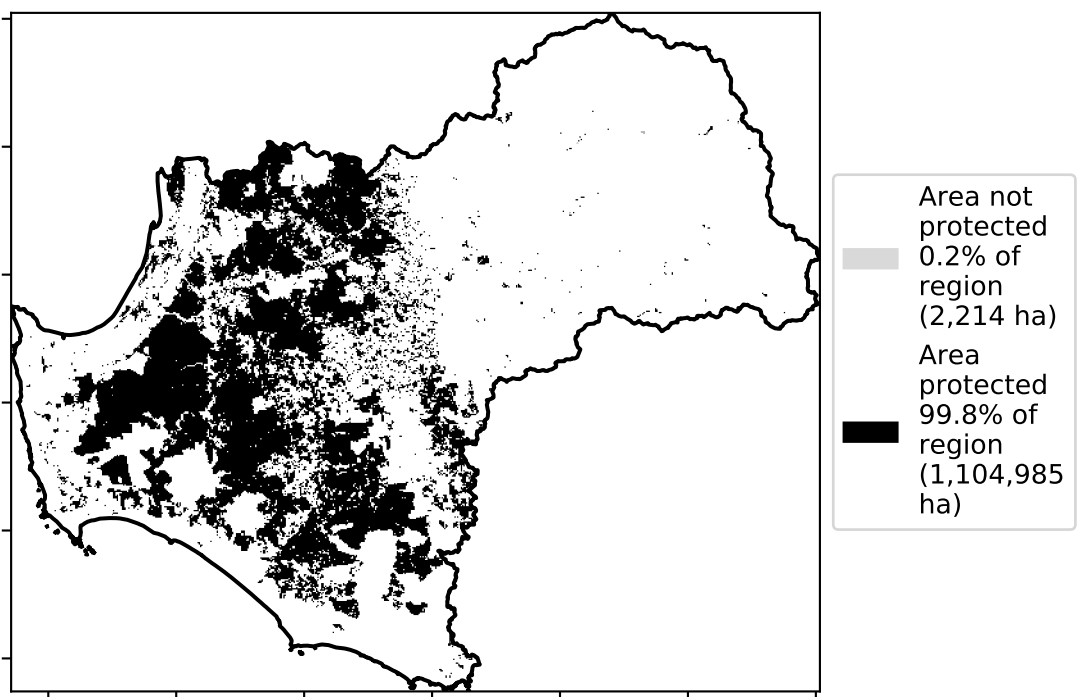 Area not
protected
0.2% of
region
(2,214 ha)
Area
protected
99.8% of
region
(1,104,985
ha)